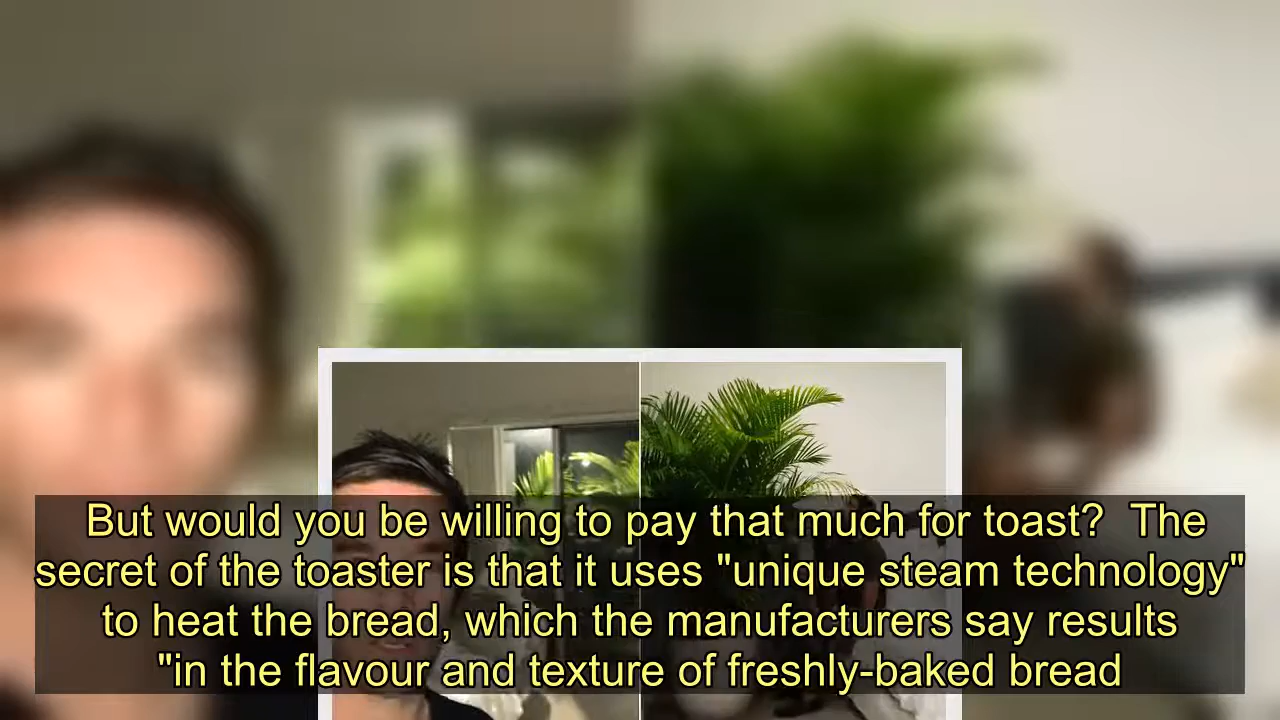 But would you be willing to pay that much for toast?  The
secret of the toaster is that it uses "unique steam technology"
to heat the bread, which the manufacturers say results
"in the flavour and texture of freshly-baked bread